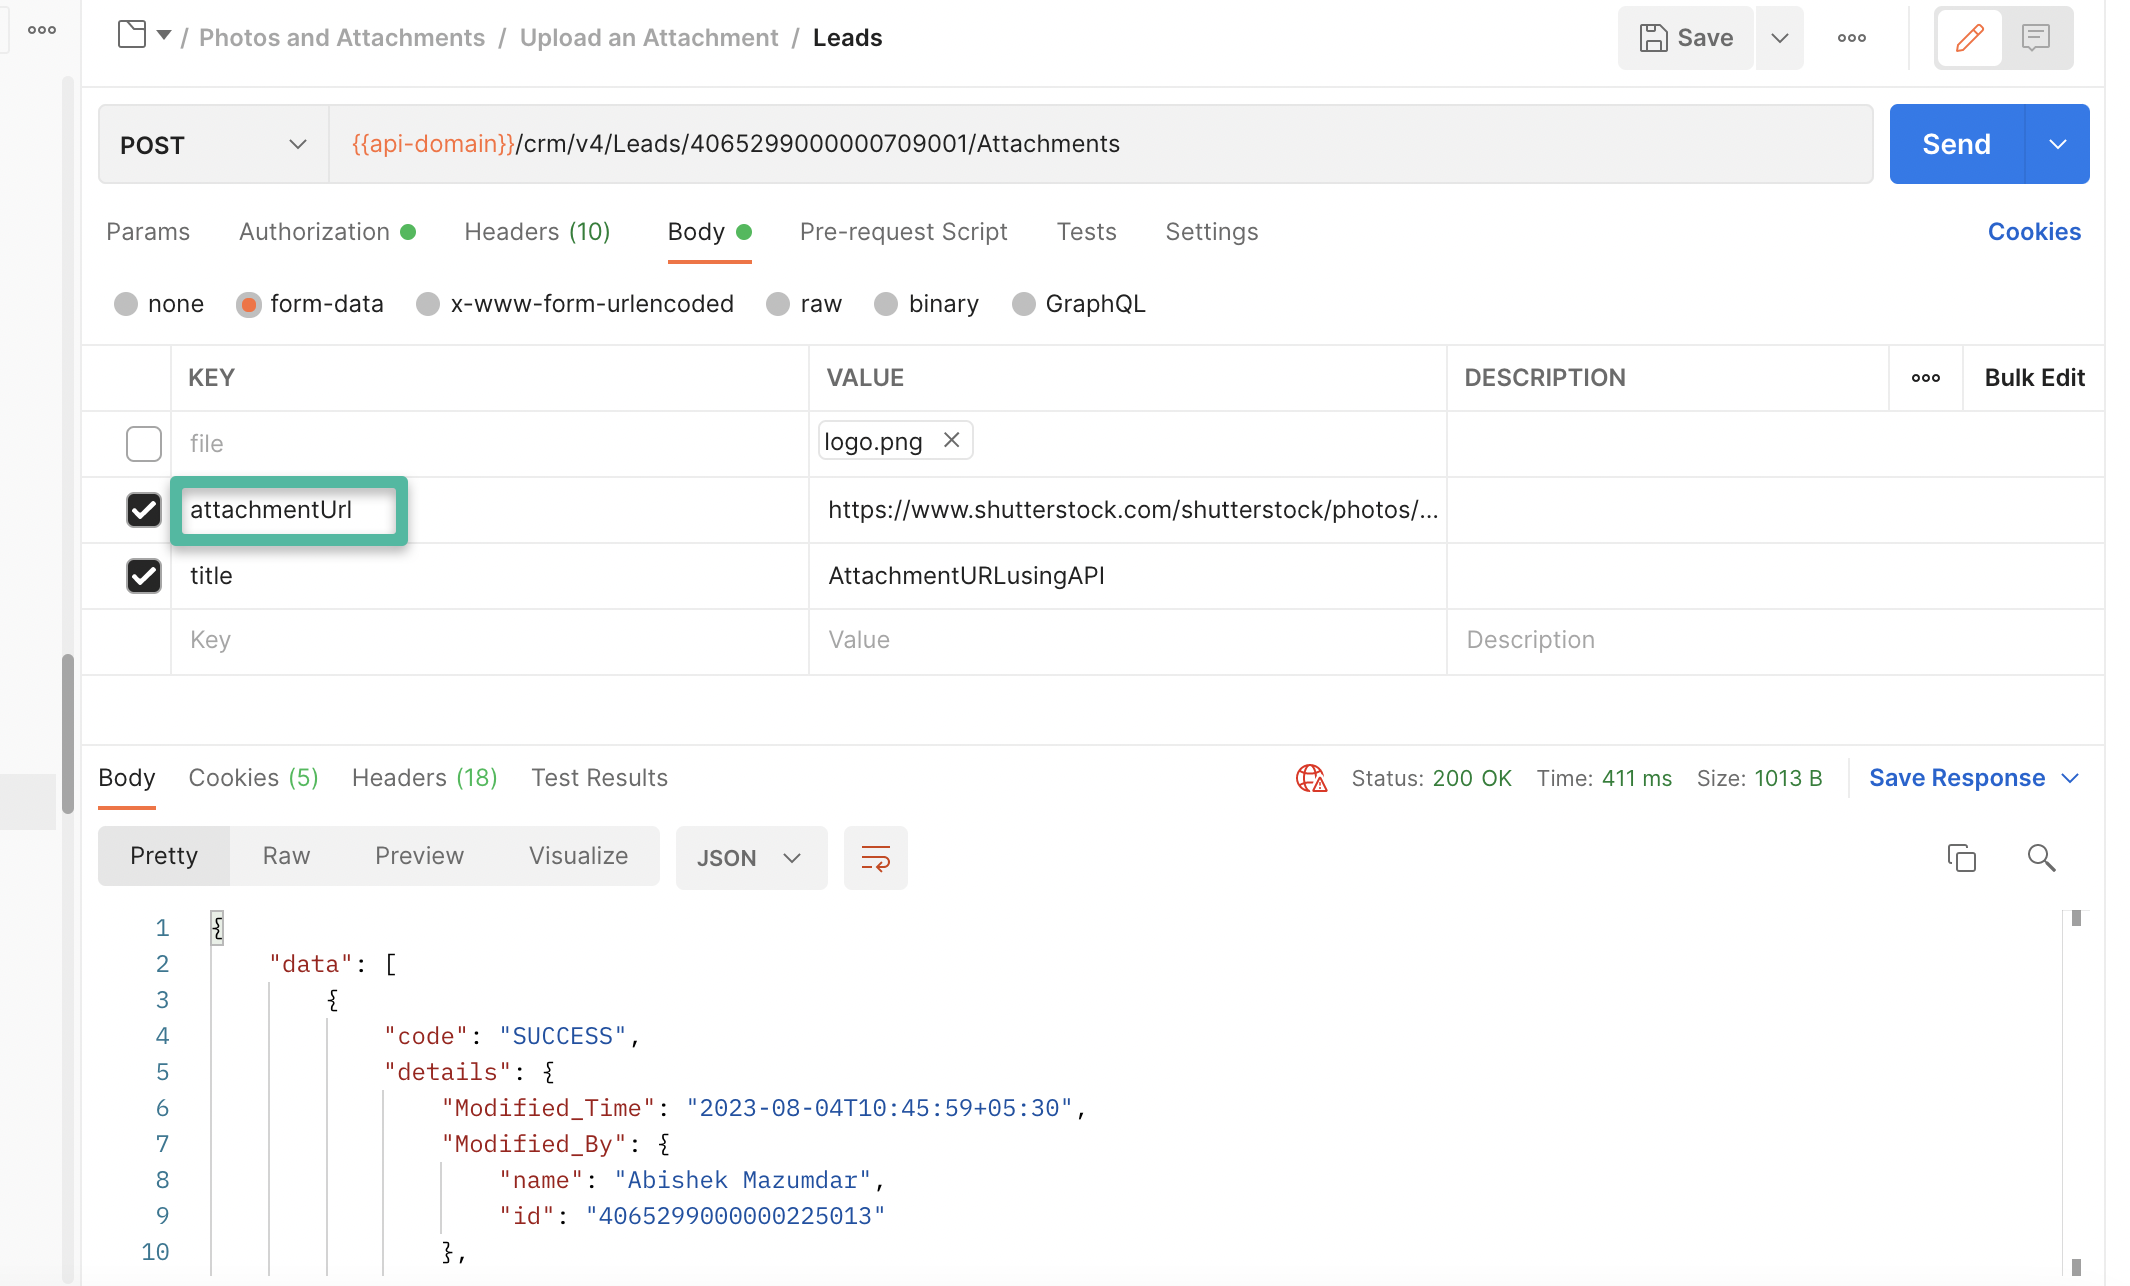 / Photos and Attachments / Upload an Attachment / Leads Save
POST {{api-domain}}/crm/v4/Leads/4065299000000709001/Attachments Send
Params Authorization Headers (10) Body Pre-request Script Tests Settings Cookies
none form-data x-www-form-urlencoded raw binary GraphQL
KEY VALUE DESCRIPTION Bulk Edit
file logo.png
attachmentUrl https://www.shutterstock.com/shutterstock/photos/...
title AttachmentURLusingAPI
Key Value Description
Body Cookies (5) Headers (18) Test Results Status: 200 OK Time: 411 ms Size: 1013 B Save Response
Pretty Raw Preview Visualize JSON
1 {
2 "data": [
3 {
4 "code": "SUCCESS",
5 "details": {
6 "Modified_Time": "2023-08-04T10:45:59+05:30",
7 "Modified_By": {
8 "name": "Abishek Mazumdar",
9 "id": "4065299000000225013"
10 },